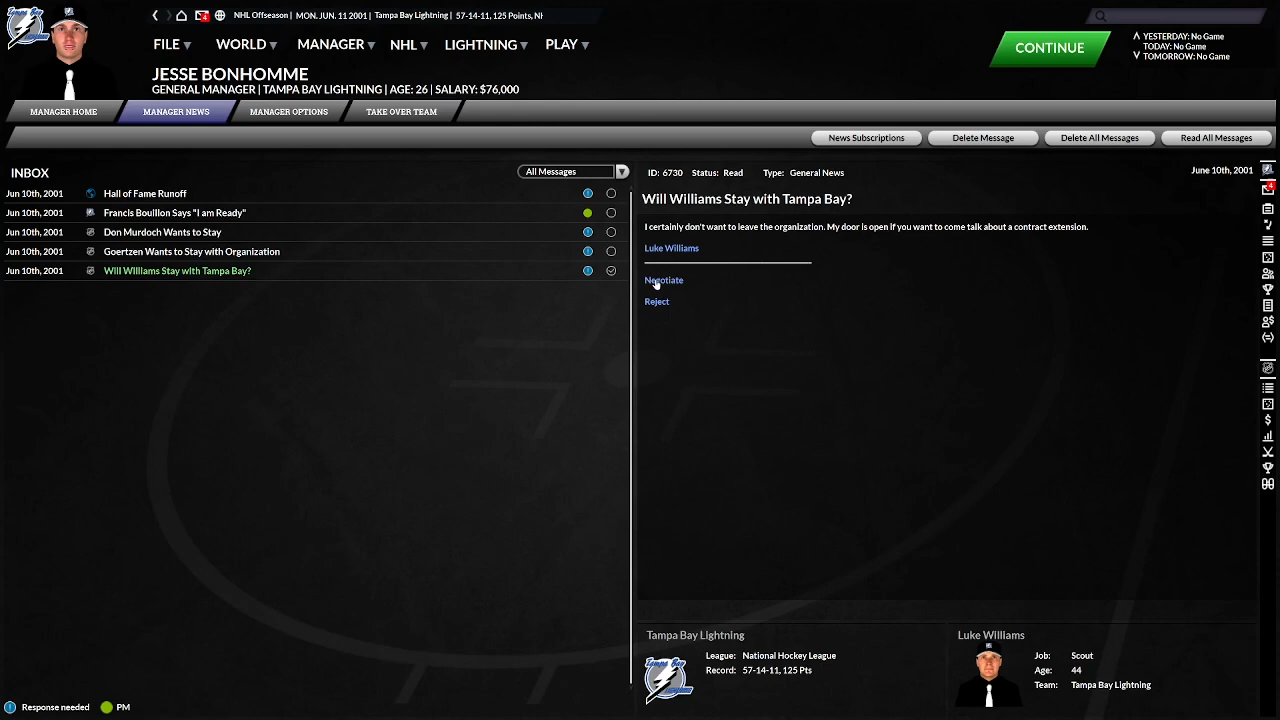 NHL Offseason | MON. JUN. 11 2001 | Tampa Bay Lightning | 57-14-11, 125 Points, NH
4
FILE
WORLD
MANAGER
NHL
LIGHTNING
PLAY
CONTINUE
YESTERDAY: No Game
TODAY: No Game
TOMORROW: No Game
JESSE BONHOMME
GENERAL MANAGER | TAMPA BAY LIGHTNING | AGE: 26 | SALARY: $76,000
MANAGER HOME
MANAGER NEWS
MANAGER OPTIONS
TAKE OVER TEAM
News Subscriptions
Delete Message
Delete All Messages
Read All Messages
INBOX
All Messages
Jun 10th, 2001 Hall of Fame Runoff
Jun 10th, 2001 Francis Bouillon Says "I am Ready"
Jun 10th, 2001 Don Murdoch Wants to Stay
Jun 10th, 2001 Goertzen Wants to Stay with Organization
Jun 10th, 2001 Will Williams Stay with Tampa Bay?
ID: 6730 Status: Read Type: General News
June 10th, 2001
4
Will Williams Stay with Tampa Bay?
I certainly don't want to leave the organization. My door is open if you want to come talk about a contract extension.
Luke Williams
Negotiate
Reject
Tampa Bay Lightning
League: National Hockey League
Record: 57-14-11, 125 Pts
Tampa Bay
Luke Williams
Job: Scout
Age: 44
Team: Tampa Bay Lightning
Response needed
PM